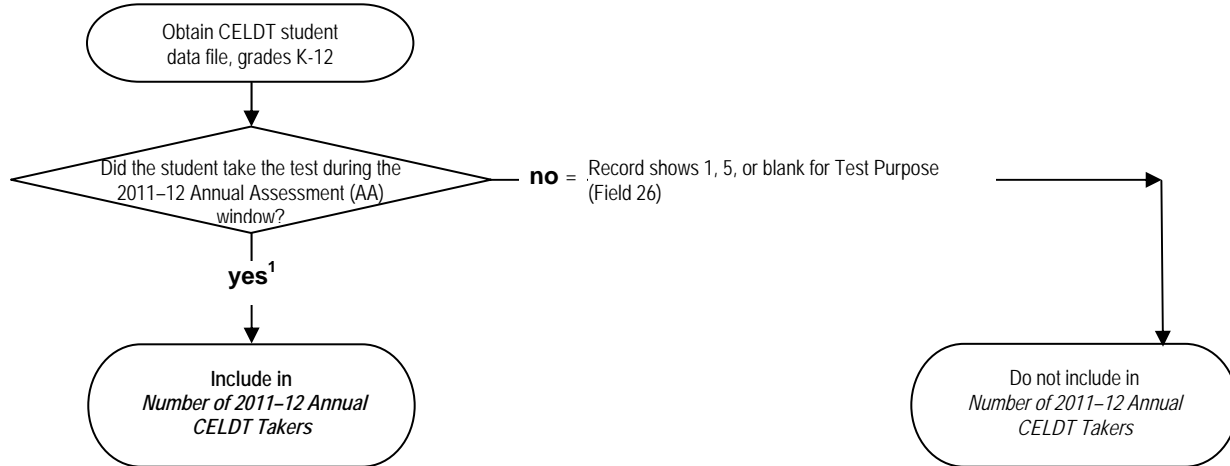 Obtain CELDT student
data file, grades K-12
Did the student take the test during the
2011–12 Annual Assessment (AA)
window?
no = Record shows 1, 5, or blank for Test Purpose
(Field 26)
yes1
Include in
Number of 2011–12 Annual
CELDT Takers
Do not include in
Number of 2011–12 Annual
CELDT Takers